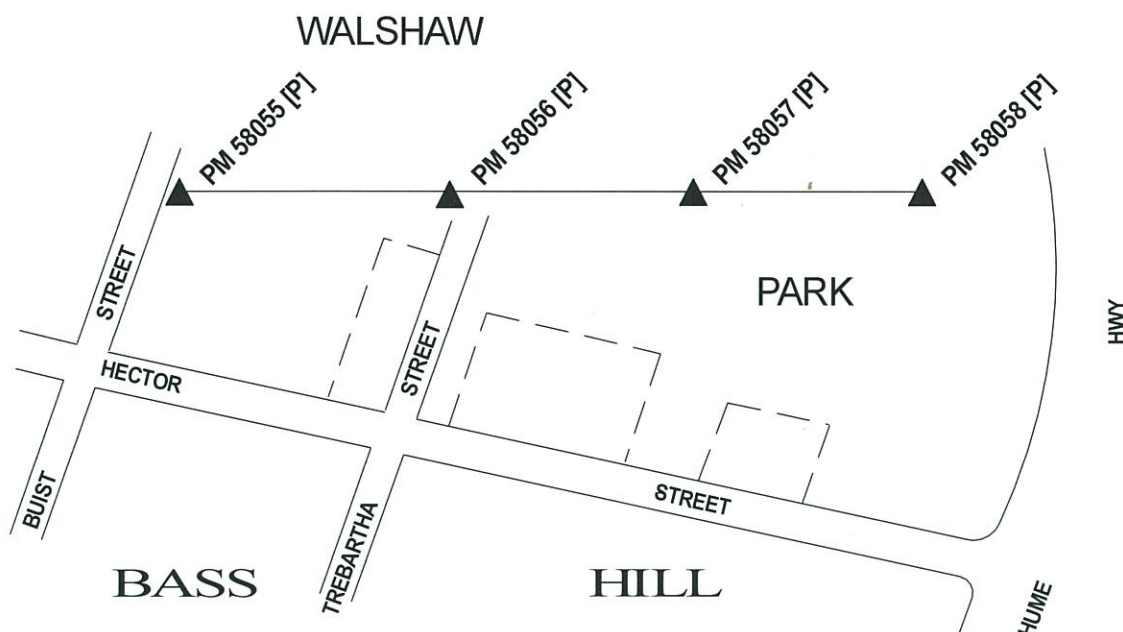 WALSHAW
PM 58055 [P]
PM 58056 [P]
PM 58057 [P]
PM 58058 [P]
STREET
PARK
HWY
STREET
HECTOR
STREET
BUIST
TREBARTHA
BASS
HILL
HUME